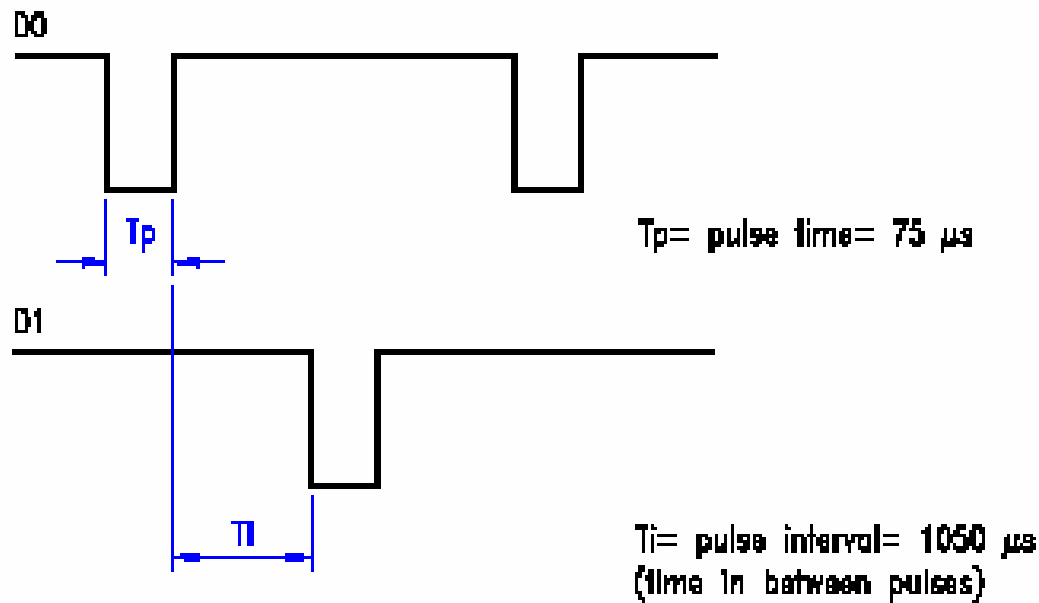 D0
Tp
Tp= pulse time= 75 µs
D1
Ti
Ti= pulse interval= 1050 µs
(time in between pulses)